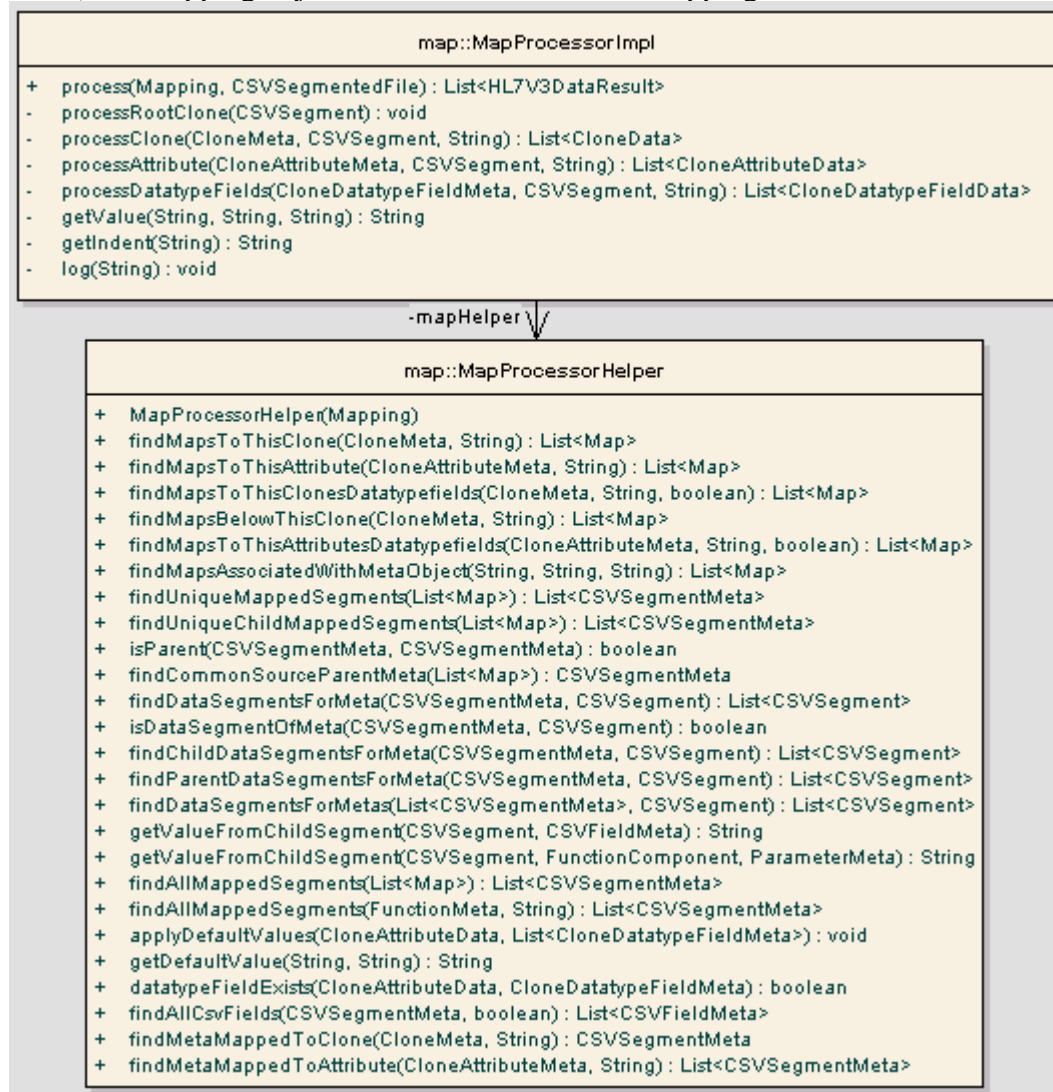 map::MapProcessorImpl
+ process(Mapping, CSVSegmentedFile) : List<HL7V3DataResult>
- processRootClone(CSVSegment) : void
- processClone(CloneMeta, CSVSegment, String) : List<CloneData>
- processAttribute(CloneAttributeMeta, CSVSegment, String) : List<CloneAttributeData>
- processDatatypeFields(CloneDatatypeFieldMeta, CSVSegment, String) : List<CloneDatatypeFieldData>
- getValue(String, String, String) : String
- getIndent(String) : String
- log(String) : void
-mapHelper
map::MapProcessorHelper
+ MapProcessorHelper(Mapping)
+ findMapsToThisClone(CloneMeta, String) : List<Map>
+ findMapsToThisAttribute(CloneAttributeMeta, String) : List<Map>
+ findMapsToThisClonesDatatypefields(CloneMeta, String, boolean) : List<Map>
+ findMapsBelowThisClone(CloneMeta, String) : List<Map>
+ findMapsToThisAttributesDatatypefields(CloneAttributeMeta, String, boolean) : List<Map>
+ findMapsAssociatedWithMetaObject(String, String, String) : List<Map>
+ findUniqueMappedSegments(List<Map>) : List<CSVSegmentMeta>
+ findUniqueChildMappedSegments(List<Map>) : List<CSVSegmentMeta>
+ isParent(CSVSegmentMeta, CSVSegmentMeta) : boolean
+ findCommonSourceParentMeta(List<Map>) : CSVSegmentMeta
+ findDataSegmentsForMeta(CSVSegmentMeta, CSVSegment) : List<CSVSegment>
+ isDataSegmentOfMeta(CSVSegmentMeta, CSVSegment) : boolean
+ findChildDataSegmentsForMeta(CSVSegmentMeta, CSVSegment) : List<CSVSegment>
+ findParentDataSegmentsForMeta(CSVSegmentMeta, CSVSegment) : List<CSVSegment>
+ findDataSegmentsForMetas(List<CSVSegmentMeta>, CSVSegment) : List<CSVSegment>
+ getValueFromChildSegment(CSVSegment, CSVFieldMeta) : String
+ getValueFromChildSegment(CSVSegment, FunctionComponent, ParameterMeta) : String
+ findAllMappedSegments(List<Map>) : List<CSVSegmentMeta>
+ findAllMappedSegments(FunctionMeta, String) : List<CSVSegmentMeta>
+ applyDefaultValues(CloneAttributeData, List<CloneDatatypeFieldMeta>) : void
+ getDefaultValue(String, String) : String
+ datatypeFieldExists(CloneAttributeData, CloneDatatypeFieldMeta) : boolean
+ findAllCsvFields(CSVSegmentMeta, boolean) : List<CSVFieldMeta>
+ findMetaMappedToClone(CloneMeta, String) : CSVSegmentMeta
+ findMetaMappedToAttribute(CloneAttributeMeta, String) : List<CSVSegmentMeta>